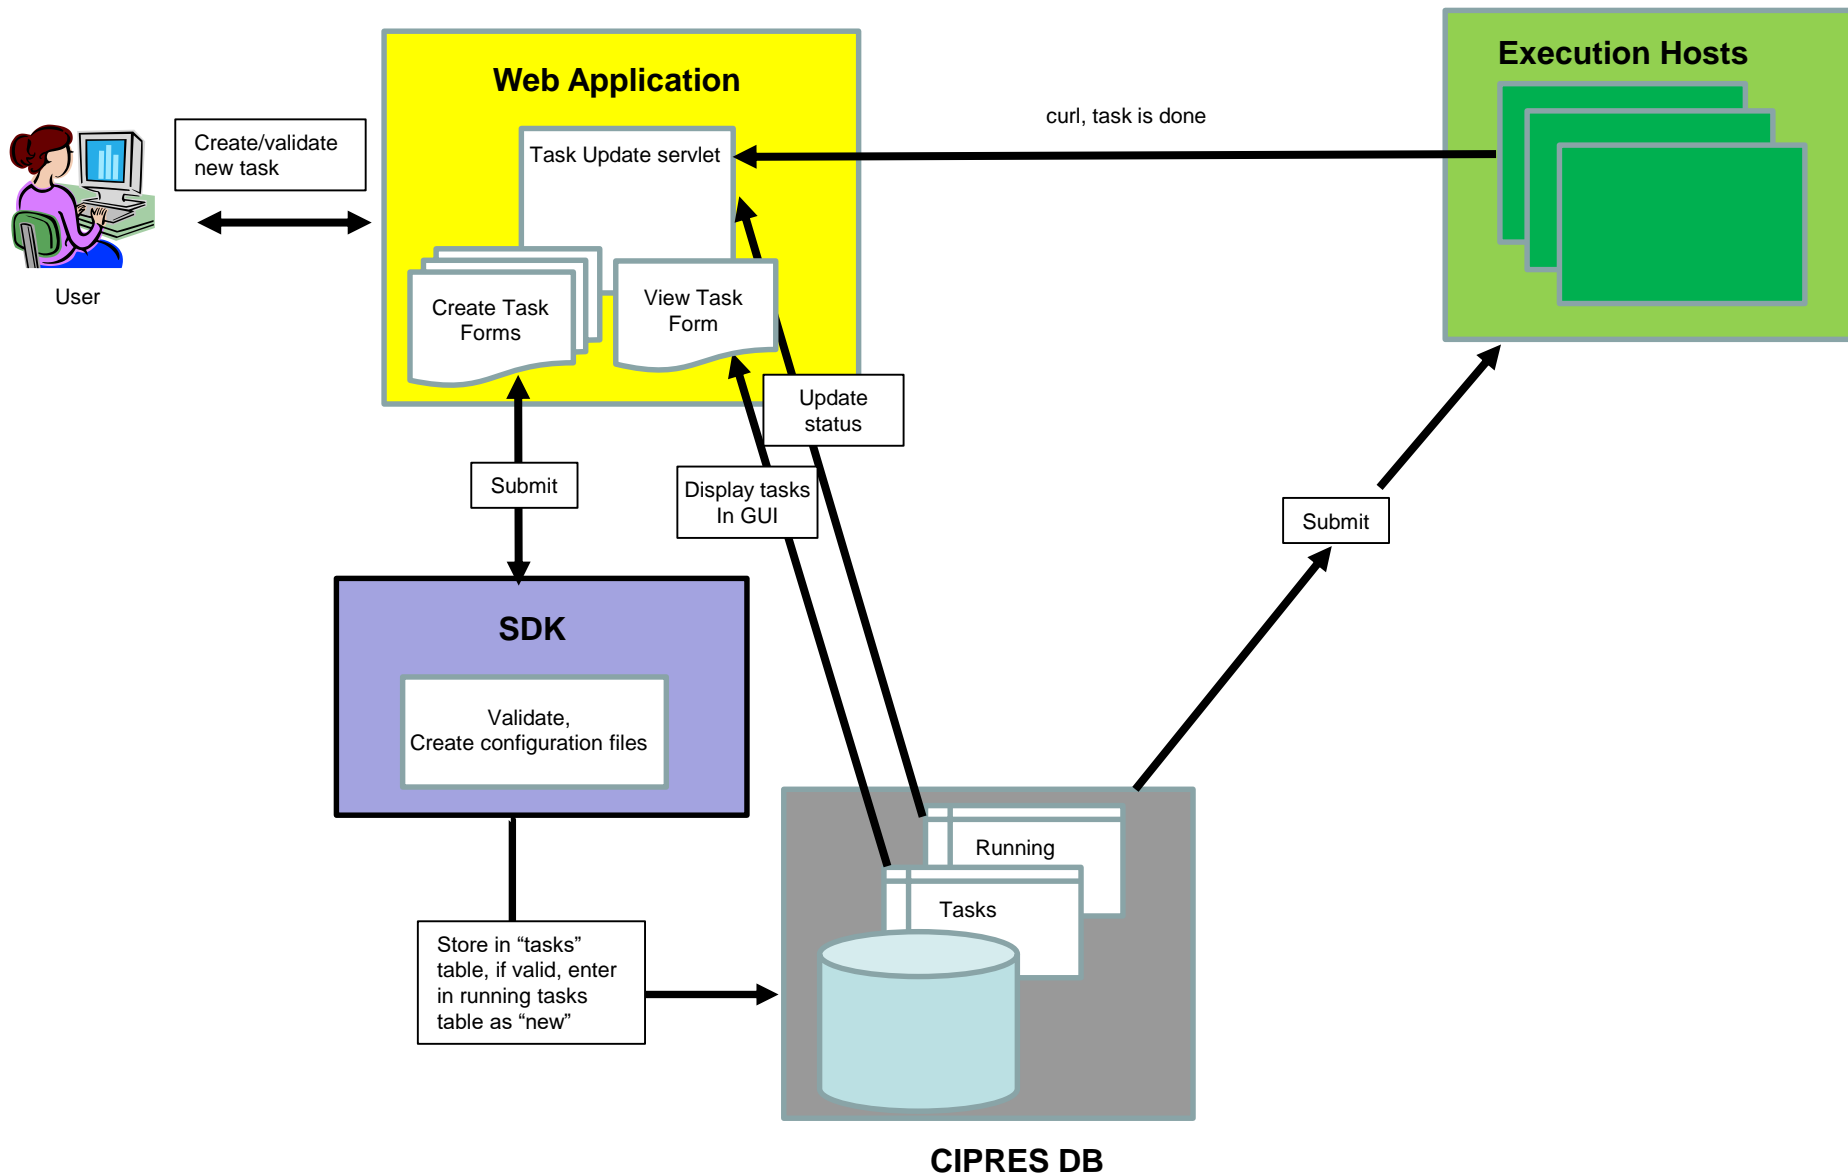 Execution Hosts
Web Application
curl, task is done
Create/validate
new task
Task Update servlet
User
View Task
Form
Create Task
Forms
Update
status
Submit
Display tasks
In GUI
Submit
SDK
Validate,
Create configuration files
Running
Tasks
Store in “tasks”
table, if valid, enter
in running tasks
table as “new”
CIPRES DB